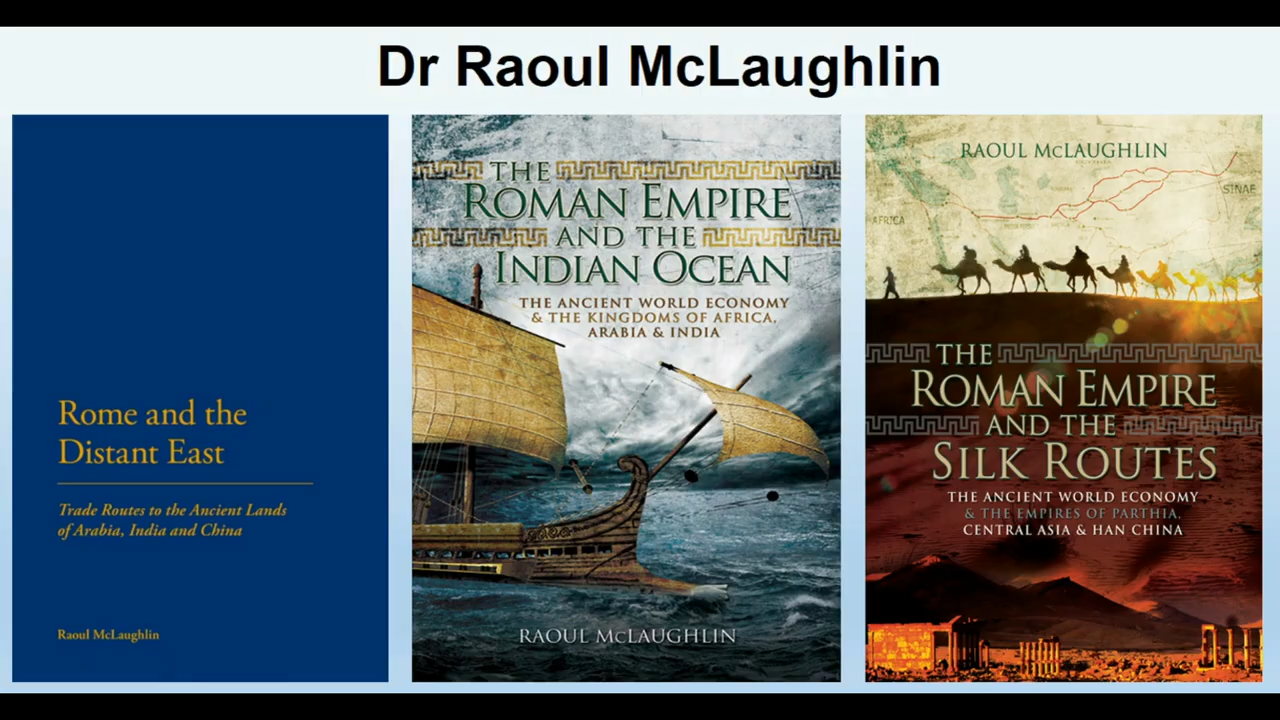 Dr Raoul McLaughlin
Rome and the
Distant East
Trade Routes to the Ancient Lands
of Arabia, India and China
Raoul McLaughlin
THE
ROMAN EMPIRE
AND THE
INDIAN OCEAN
THE ANCIENT WORLD ECONOMY
& THE KINGDOMS OF AFRICA,
ARABIA & INDIA
RAOUL McLAUGHLIN
RAOUL McLAUGHLIN
SINAE
AFRICA
THE
ROMAN EMPIRE
AND THE
SILK ROUTES
THE ANCIENT WORLD ECONOMY
& THE EMPIRES OF PARTHIA,
CENTRAL ASIA & HAN CHINA